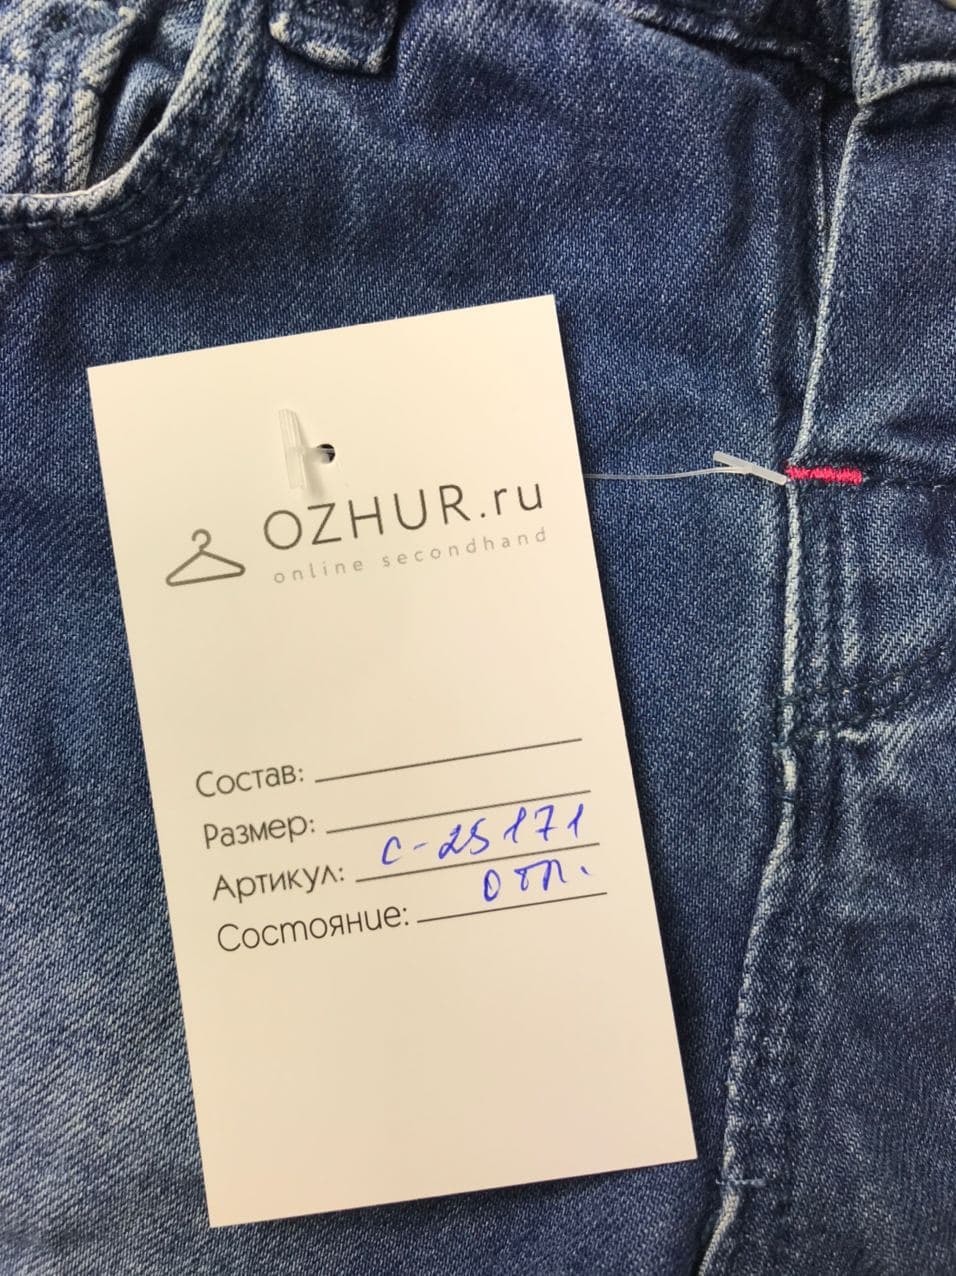 OZHUR.ru
online secondhand
Состав:
Размер:
Артикул: С-25171
Состояние: отл.